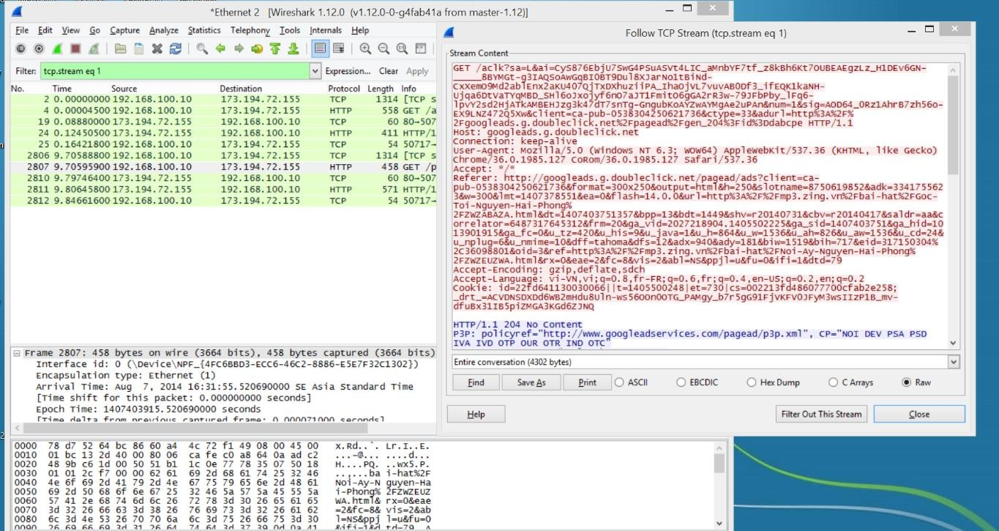 *Ethernet 2 [Wireshark 1.12.0 (v1.12.0-0-g4fab41a from master-1.12)]
File Edit View Go Capture Analyze Statistics Telephony Tools Internals Help
Filter: tcp.stream eq 1 Expression... Clear Apply
No. Time Source Destination Protocol Length Info
2 0.00000000 192.168.100.10 173.194.72.155 TCP 1314 [TCP s
4 0.00004500 192.168.100.10 173.194.72.155 HTTP 558 GET /a
19 0.08880000 173.194.72.155 192.168.100.10 TCP 60 80→507
24 0.12450500 173.194.72.155 192.168.100.10 HTTP 411 HTTP/1
25 0.16421800 192.168.100.10 173.194.72.155 TCP 54 50717→
2806 9.70588800 192.168.100.10 173.194.72.155 TCP 1314 [TCP s
2807 9.70595900 192.168.100.10 173.194.72.155 HTTP 458 GET /p
2810 9.79746400 173.194.72.155 192.168.100.10 TCP 60 80→507
2811 9.80645800 173.194.72.155 192.168.100.10 HTTP 571 HTTP/1
2812 9.84661600 192.168.100.10 173.194.72.155 TCP 54 50717→
Frame 2807: 458 bytes on wire (3664 bits), 458 bytes captured (3664 bits)
Interface id: 0 (\Device\NPF_{4FC6BBD3-ECC6-46C2-8886-E5E7F32C1302})
Encapsulation type: Ethernet (1)
Arrival Time: Aug 7, 2014 16:31:55.520690000 SE Asia Standard Time
[Time shift for this packet: 0.000000000 seconds]
Epoch Time: 1407403915.520690000 seconds
[Time delta from previous captured frame: 0.000071000 seconds]
0000 78 d7 52 64 bc 86 60 a4 4c 72 f1 49 08 00 45 00 x.Rd..`. Lr.I..E.
0010 01 bc 13 2d 40 00 80 06 ca fe c0 a8 64 0a ad c2 ...-@... ....d...
0020 48 9b c6 1d 00 50 51 b1 1c 0e 77 78 35 07 50 18 H....PQ. ..wx5.P.
0030 01 01 2c f7 00 00 62 61 69 2d 68 61 74 25 32 46 ..,...ba i-hat%2F
0040 4e 6f 69 2d 41 79 2d 4e 67 75 79 65 6e 2d 48 61 Noi-Ay-N guyen-Ha
0050 69 2d 50 68 6f 6e 67 25 32 46 5a 57 5a 45 55 5a i-Phong% 2FZWZEUZ
0060 57 41 2e 68 74 6d 6c 26 72 78 3d 30 26 65 61 65 WA.html& rx=0&eae
0070 3d 32 26 66 63 3d 38 26 76 69 73 3d 32 26 61 62 =2&fc=8& vis=2&ab
0080 6c 3d 4e 53 26 70 70 6a 6c 3d 75 26 66 75 3d 30 l=NS&ppj l=u&fu=0
0090 26 69 66 69 3d 31 26 64 74 64 3d 37 39 0d 0a 41 &ifi=1&d td=79..A
Follow TCP Stream (tcp.stream eq 1)
Stream Content
GET /aclk?sa=L&ai=CyS876EbjU7SwG4PSuASVt4LIC_aMnbYF7tf_z8kBh6Kt7OUBEAEgzLz_H1DEv6GN-
______8BYMGt-g3IAQSoAwGqBIOBT9Dul8XJarNo1tBiNd-
CxXemO9Md2ablEnx2aKU407QjTxDXhuziiPA_IhaOjVL7vuvABODf3_ifEQK1kaNH-
Ujqa6DtVaTYqMBD_SHl6oJxojyf6nO7aJT1FmitO6gGA2rR3w-79JFbPby_lFq6-
lpvY2sd2HjATkAMBEHJzg3k47dT7snTg-GngubKoAYZwAYMgAe2uPAn&num=1&sig=AOD64_0Rz1AhrB7zh56o-
EX9LNZ472Q5Xw&client=ca-pub-0538304250621736&ctype=33&adurl=http%3A%2F%
2Fgoogleads.g.doubleclick.net%2Fpagead%2Fgen_204%3Fid%3Ddabcpe HTTP/1.1
Host: googleads.g.doubleclick.net
Connection: keep-alive
User-Agent: Mozilla/5.0 (Windows NT 6.3; WOW64) AppleWebKit/537.36 (KHTML, like Gecko)
Chrome/36.0.1985.127 CoRom/36.0.1985.127 Safari/537.36
Accept: */*
Referer: http://googleads.g.doubleclick.net/pagead/ads?client=ca-
pub-0538304250621736&format=300x250&output=html&h=250&slotname=8750619852&adk=334175562
3&w=300&lmt=1407378551&ea=0&flash=14.0.0&url=http%3A%2F%2Fmp3.zing.vn%2Fbai-hat%2FGoc-
Toi-Nguyen-Hai-Phong%
2FZWZABAZA.html&dt=1407403751357&bpp=13&bdt=1449&shv=r20140731&cbv=r20140417&saldr=aa&c
orrelator=6487317645312&frm=20&ga_vid=2027218904.1405502225&ga_sid=1407403751&ga_hid=10
13901915&ga_fc=0&u_tz=420&u_his=9&u_java=1&u_h=864&u_w=1536&u_ah=826&u_aw=1536&u_cd=24&
u_nplug=6&u_nmime=10&dff=tahoma&dfs=12&adx=940&ady=181&biw=1519&bih=717&eid=317150304%
2C36098801&oid=3&ref=http%3A%2F%2Fmp3.zing.vn%2Fbai-hat%2FNoi-Ay-Nguyen-Hai-Phong%
2FZWZEUZWA.html&rx=0&eae=2&fc=8&vis=2&abl=NS&ppjl=u&fu=0&ifi=1&dtd=79
Accept-Encoding: gzip,deflate,sdch
Accept-Language: vi-VN,vi;q=0.8,fr-FR;q=0.6,fr;q=0.4,en-US;q=0.2,en;q=0.2
Cookie: id=22fd641130030066||t=1405500248|et=730|cs=002213fd486077700cfab2e258;
_drt_=ACVDNSDXDd6WB2mHdu8Uln-ws56OOnOOTG_PAMgy_b7r5gG91FjVKFVOJFyM3wsIIzP1B_mv-
dfuBx31IB5piZMGA3KGd6ZJNQ
HTTP/1.1 204 No Content
P3P: policyref="http://www.googleadservices.com/pagead/p3p.xml", CP="NOI DEV PSA PSD
IVA IVD OTP OUR OTR IND OTC"
Entire conversation (4302 bytes)
Find Save As Print ASCII EBCDIC Hex Dump C Arrays Raw
Help Filter Out This Stream Close